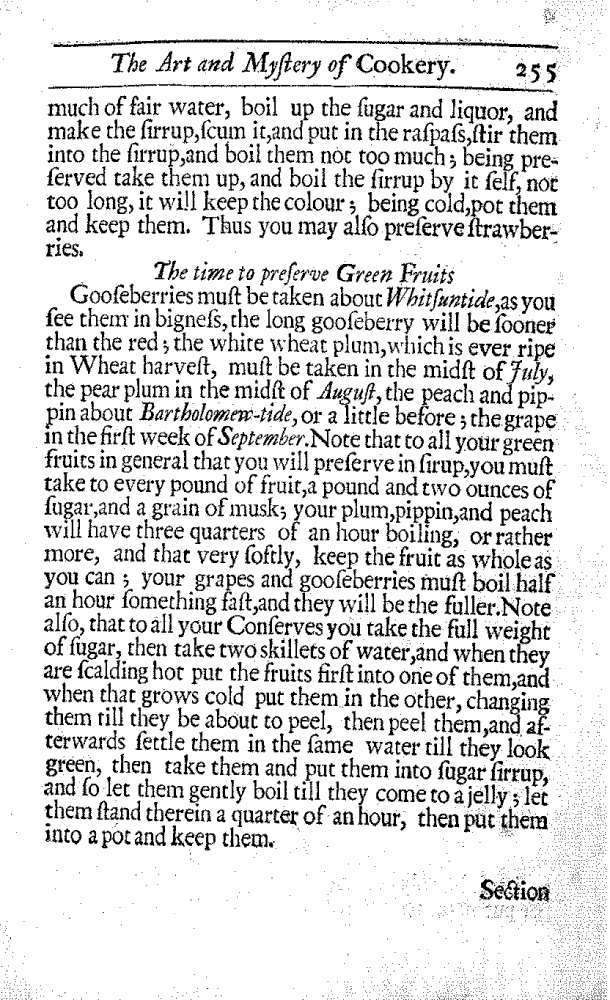 The Art and Myſtery of Cookery. 255
much of fair water, boil up the ſugar and liquor, and
make the ſirrup,ſcum it,and put in the raſpaſs,ſtir them
into the ſirrup,and boil them not too much; being pre-
ſerved take them up, and boil the ſirrup by it ſelf, not
too long, it will keep the colour; being cold,pot them
and keep them. Thus you may alſo preſerve ſtrawber-
ries.
The time to preſerve Green Fruits
Gooſeberries muſt be taken about Whitſuntide,as you
ſee them in bigneſs, the long gooſeberry will be ſooner
than the red; the white wheat plum,which is ever ripe
in Wheat harveſt, muſt be taken in the midſt of July,
the pear plum in the midſt of Auguſt, the peach and pip-
pin about Bartholomew-tide, or a little before; the grape
in the firſt week of September.Note that to all your green
fruits in general that you will preſerve in ſirup,you muſt
take to every pound of fruit,a pound and two ounces of
ſugar,and a grain of musk; your plum,pippin,and peach
will have three quarters of an hour boiling, or rather
more, and that very ſoftly, keep the fruit as whole as
you can; your grapes and gooſeberries muſt boil half
an hour ſomething faſt,and they will be the fuller.Note
alſo, that to all your Conſerves you take the full weight
of ſugar, then take two skillets of water,and when they
are ſcalding hot put the fruits firſt into one of them,and
when that grows cold put them in the other, changing
them till they be about to peel, then peel them,and af-
terwards ſettle them in the ſame water till they look
green, then take them and put them into ſugar ſirrup,
and ſo let them gently boil till they come to a jelly; let
them ſtand therein a quarter of an hour, then put them
into a pot and keep them.
Section